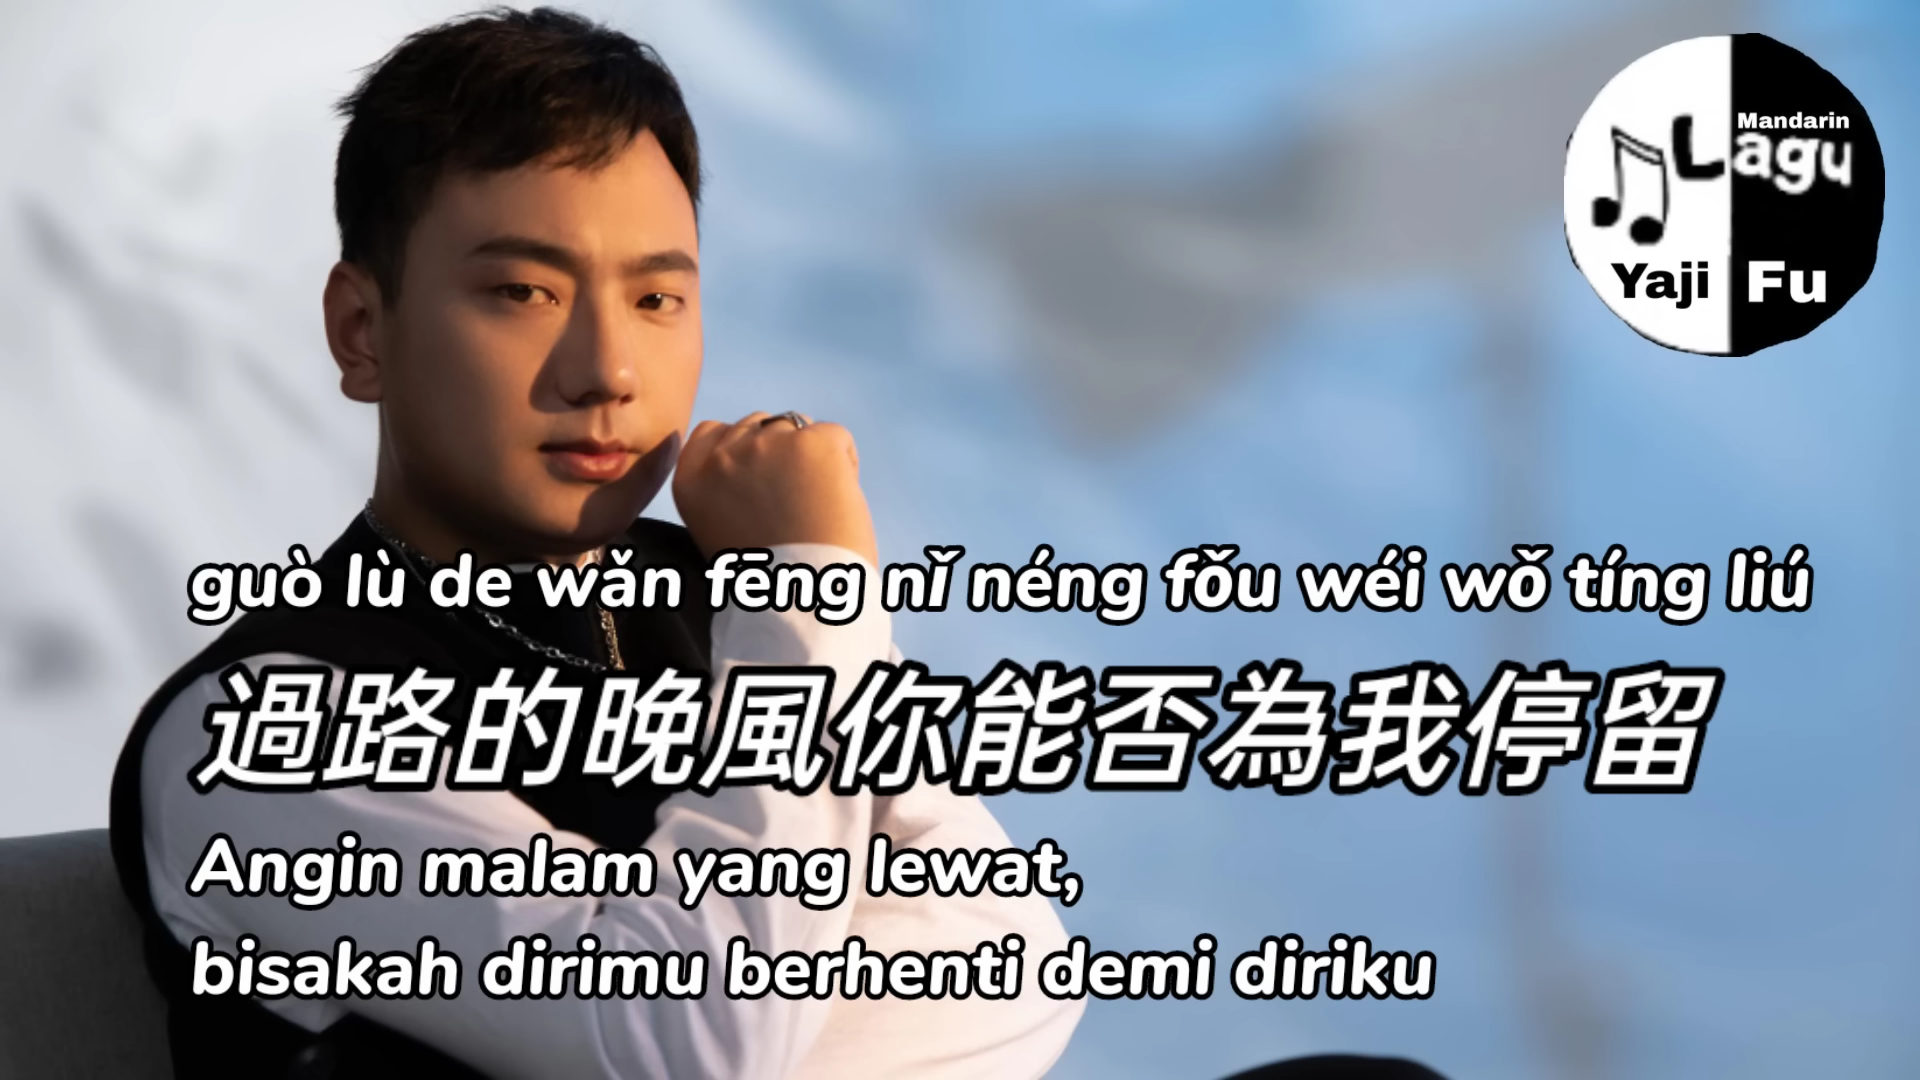 Mandarin
Lagu
Yaji Fu
guò lù de wǎn fēng nǐ néng fǒu wéi wǒ tíng liú
過路的晚風你能否為我停留
Angin malam yang lewat,
bisakah dirimu berhenti demi diriku